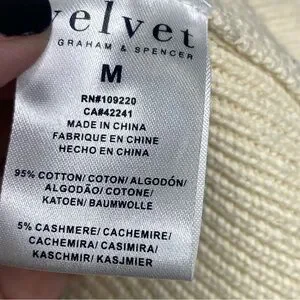 velvet
GRAHAM & SPENCER
M
RN#109220
CA#42241
MADE IN CHINA
FABRIQUE EN CHINE
HECHO EN CHINA
95% COTTON/COTON/ALGODÓN/
ALGODÃO/COTONE/
KATOEN/BAUMWOLLE
5% CASHMERE/CACHEMIRE/
CACHEMIRA/CASIMIRA/
KASCHMIR/KASJMIER